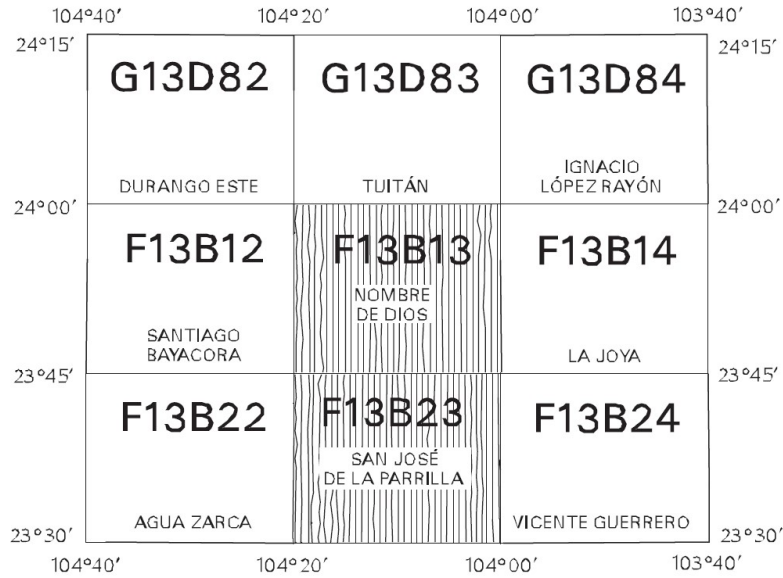 104°40′ 104°20′ 104°00′ 103°40′
24°15′ 24°15′
G13D82 G13D83 G13D84
DURANGO ESTE TUITÁN IGNACIO
LÓPEZ RAYÓN
24°00′ 24°00′
F13B12 F13B13 F13B14
NOMBRE
DE DIOS
SANTIAGO
BAYACORA LA JOYA
23°45′ 23°45′
F13B22 F13B23 F13B24
SAN JOSÉ
DE LA PARRILLA
AGUA ZARCA VICENTE GUERRERO
23°30′ 23°30′
104°40′ 104°20′ 104°00′ 103°40′